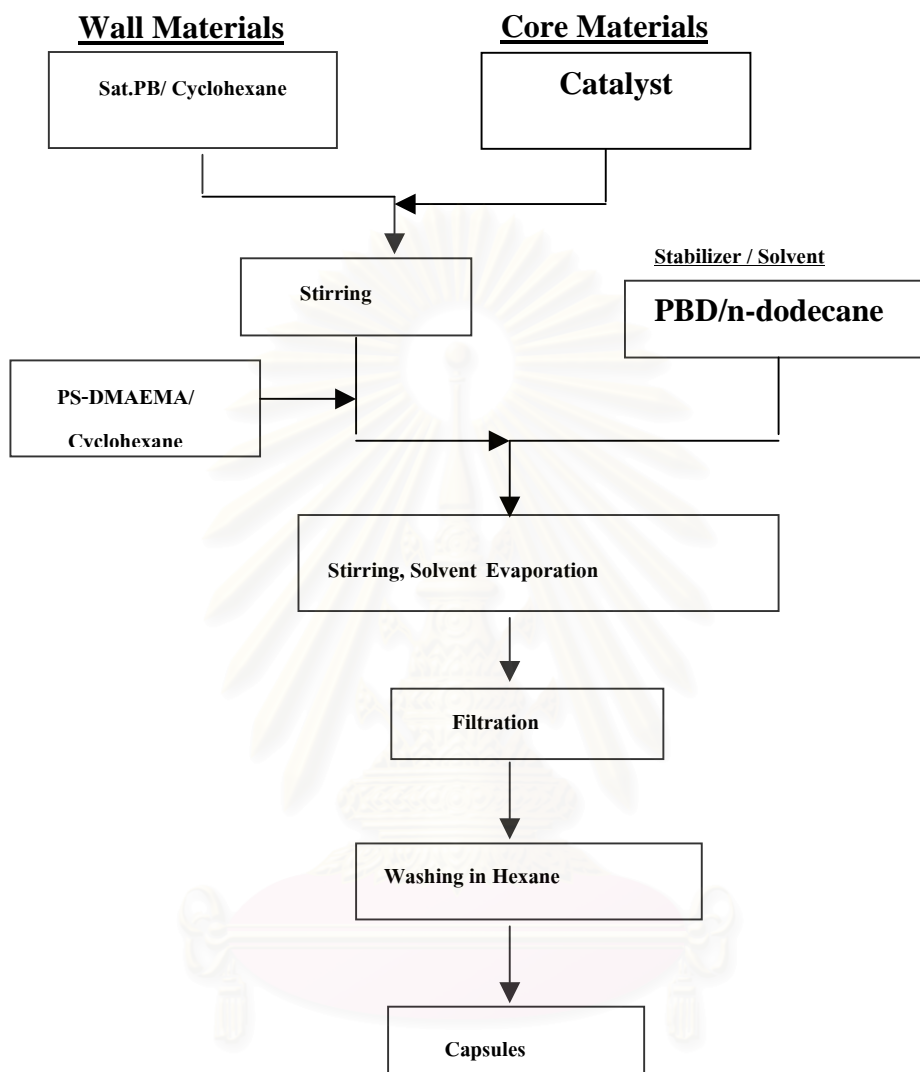 Wall Materials
Core Materials
Sat.PB/ Cyclohexane
Catalyst
Stirring
Stabilizer / Solvent
PBD/n-dodecane
PS-DMAEMA/
Cyclohexane
Stirring, Solvent Evaporation
Filtration
Washing in Hexane
Capsules